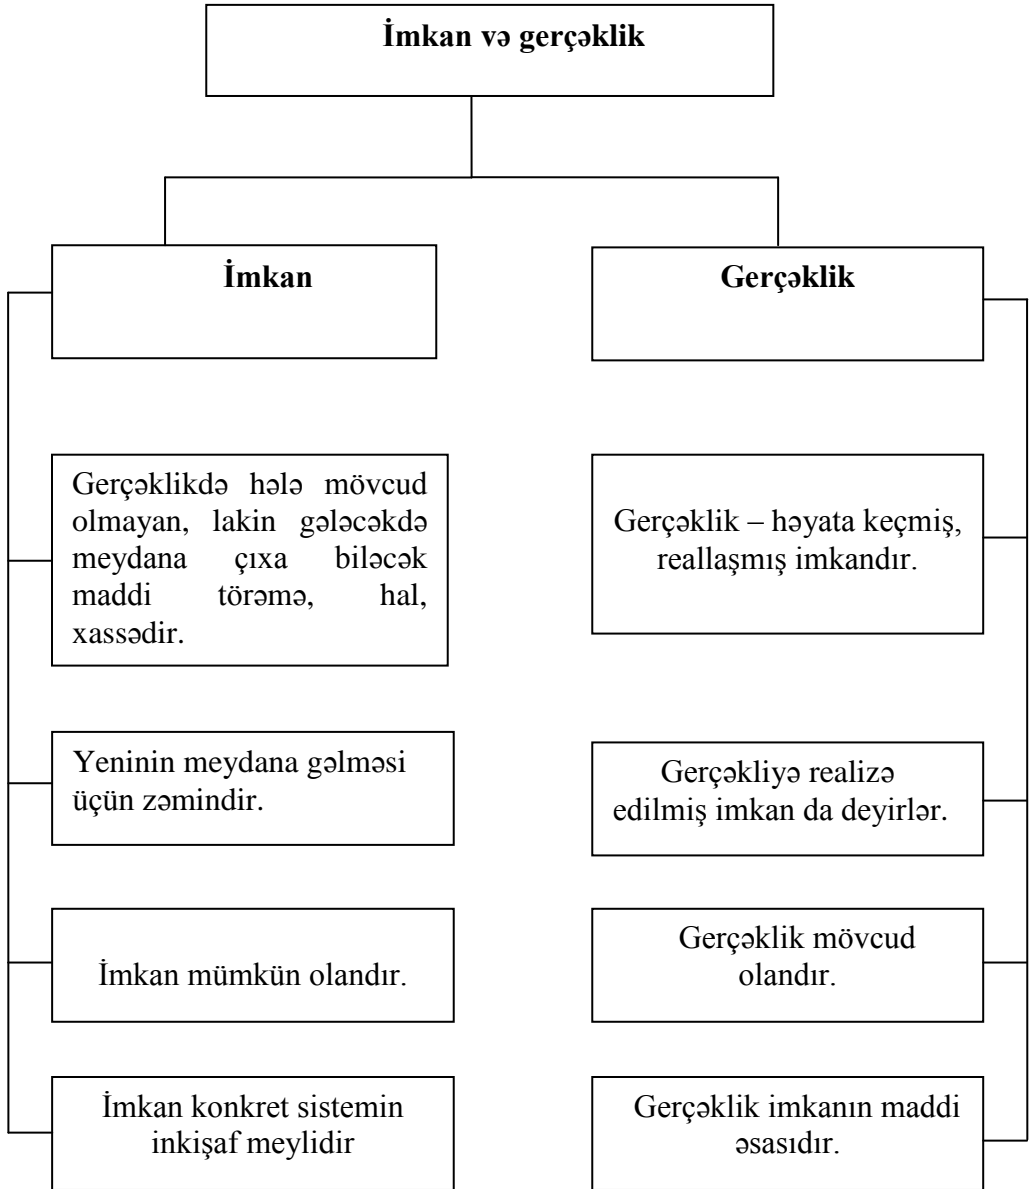 İmkan və gerçəklik
İmkan
Gerçəklik
Gerçəklikdə hələ mövcud
olmayan, lakin gələcəkdə
meydana çıxa biləcək
maddi törəmə, hal,
xassədir.
Gerçəklik – həyata keçmiş,
reallaşmış imkandır.
Yeninin meydana gəlməsi
üçün zəmindir.
Gerçəkliyə realizə
edilmiş imkan da deyirlər.
İmkan mümkün olandır.
Gerçəklik mövcud
olandır.
İmkan konkret sistemin
inkişaf meylidir
Gerçəklik imkanın maddi
əsasıdır.